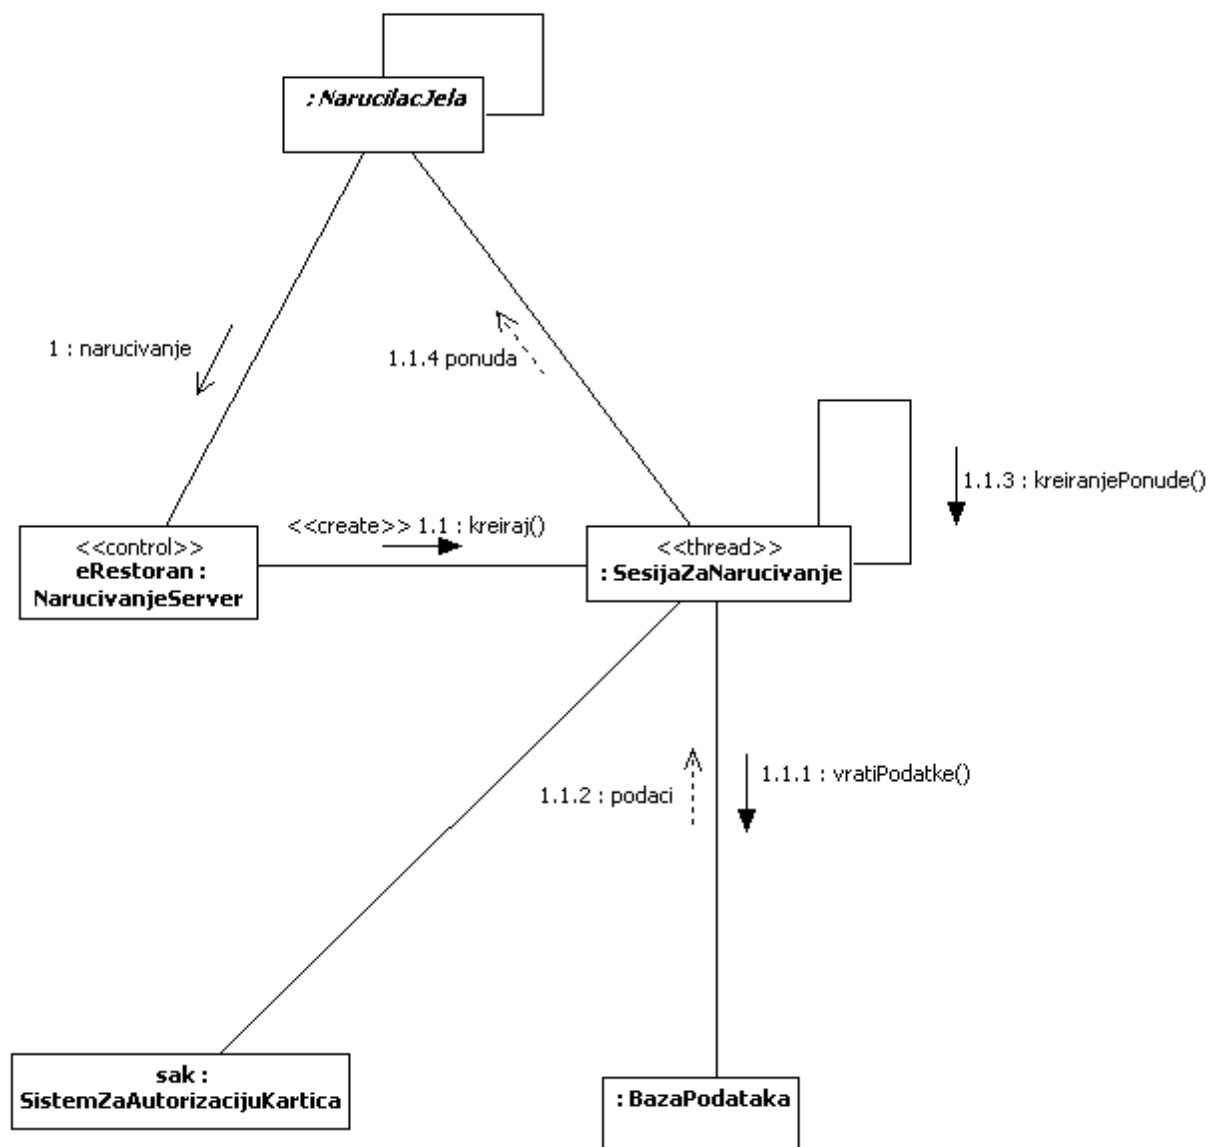 : NarucilacJela
1 : narucivanje
1.1.4 ponuda
1.1.3 : kreiranjePonude()
<<create>> 1.1 : kreiraj()
<<control>>
eRestoran :
NarucivanjeServer
<<thread>>
: SesijaZaNarucivanje
1.1.2 : podaci
1.1.1 : vratiPodatke()
sak :
SistemZaAutorizacijuKartica
: BazaPodataka